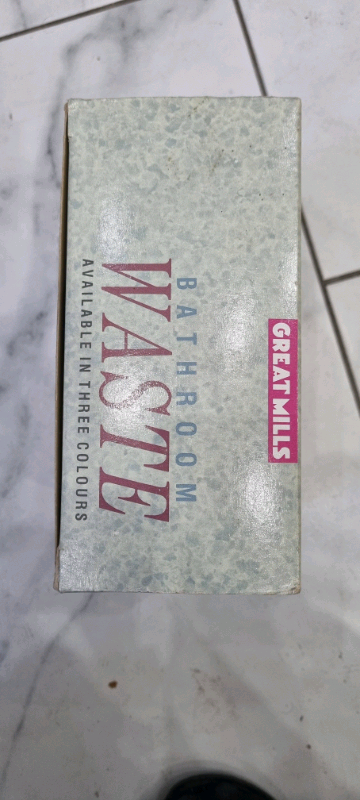 GREAT MILLS
BATHROOM
WASTE
AVAILABLE IN THREE COLOURS